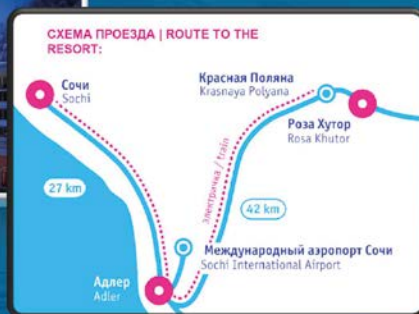 СХЕМА ПРОЕЗДА | ROUTE TO THE
RESORT:
Сочи
Sochi
Красная Поляна
Krasnaya Polyana
Роза Хутор
Rosa Khutor
27 km
электричка / train
42 km
Международный аэропорт Сочи
Sochi International Airport
Адлер
Adler